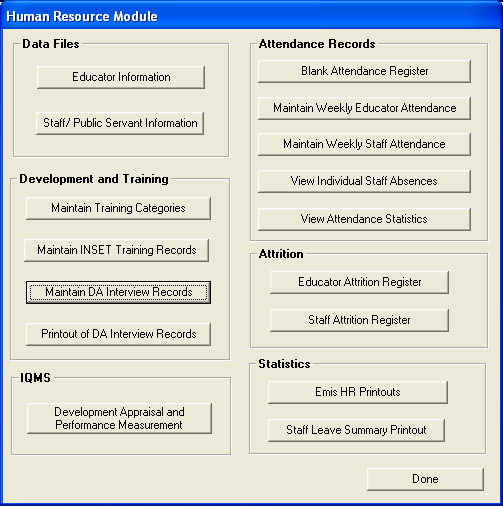 Human Resource Module
Data Files
Educator Information
Staff/ Public Servant Information
Development and Training
Maintain Training Categories
Maintain INSET Training Records
Maintain DA Interview Records
Printout of DA Interview Records
IQMS
Development Appraisal and
Performance Measurement
Attendance Records
Blank Attendance Register
Maintain Weekly Educator Attendance
Maintain Weekly Staff Attendance
View Individual Staff Absences
View Attendance Statistics
Attrition
Educator Attrition Register
Staff Attrition Register
Statistics
Emis HR Printouts
Staff Leave Summary Printout
Done